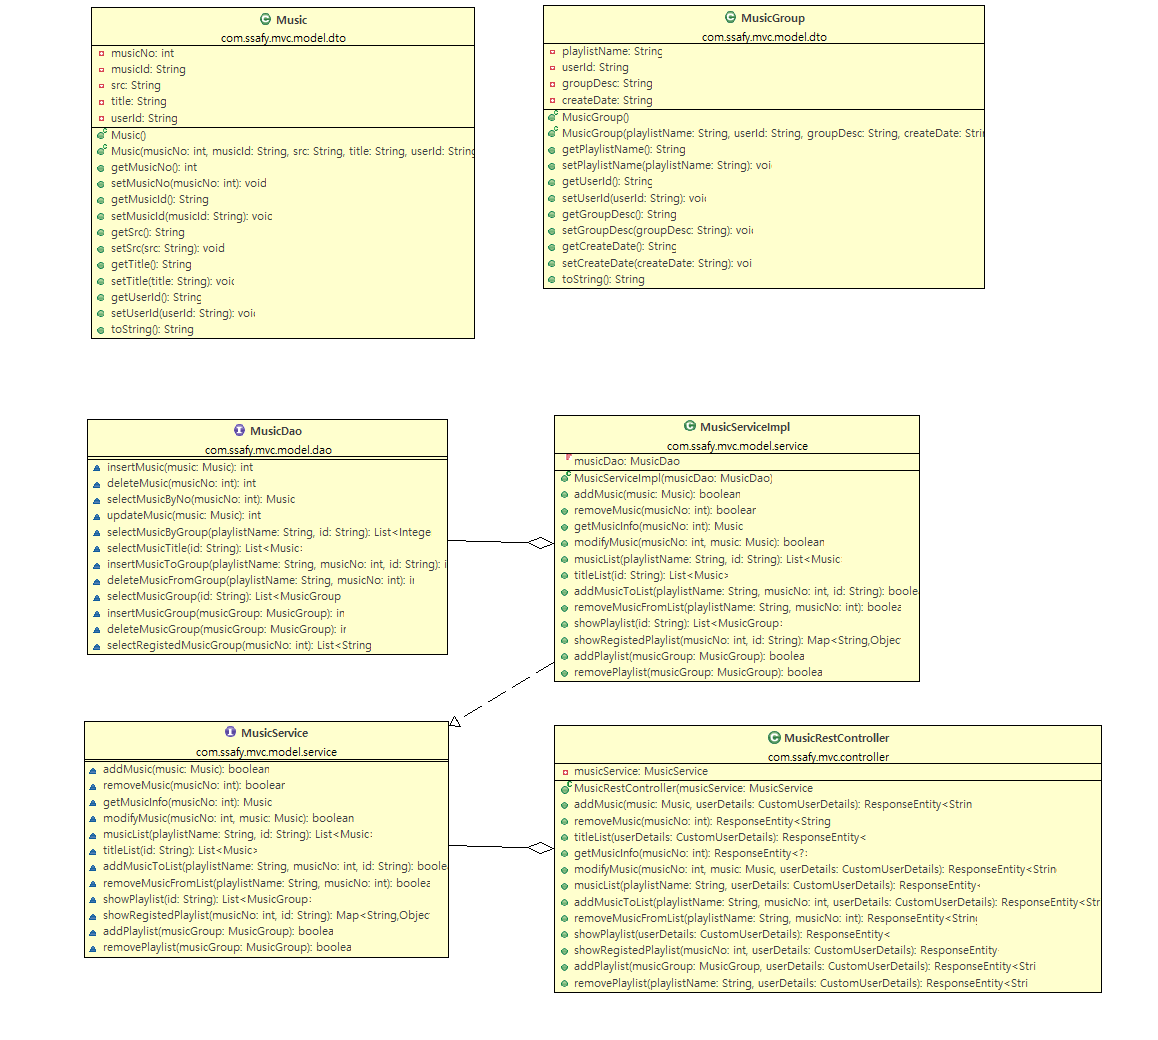 Music
com.ssafy.mvc.model.dto
musicNo: int
musicId: String
src: String
title: String
userId: String
Music()
Music(musicNo: int, musicId: String, src: String, title: String, userId: String
getMusicNo(): int
setMusicNo(musicNo: int): void
getMusicId(): String
setMusicId(musicId: String): voic
getSrc(): String
setSrc(src: String): void
getTitle(): String
setTitle(title: String): voic
getUserId(): String
setUserId(userId: String): voi
toString(): String
MusicGroup
com.ssafy.mvc.model.dto
playlistName: String
userId: String
groupDesc: String
createDate: String
MusicGroup()
MusicGroup(playlistName: String, userId: String, groupDesc: String, createDate: Stri
getPlaylistName(): String
setPlaylistName(playlistName: String): voi
getUserId(): String
setUserId(userId: String): voi
getGroupDesc(): String
setGroupDesc(groupDesc: String): voi
getCreateDate(): String
setCreateDate(createDate: String): voi
toString(): String
MusicDao
com.ssafy.mvc.model.dao
insertMusic(music: Music): int
deleteMusic(musicNo: int): int
selectMusicByNo(musicNo: int): Music
updateMusic(music: Music): int
selectMusicByGroup(playlistName: String, id: String): List<Intege
selectMusicTitle(id: String): List<Music
insertMusicToGroup(playlistName: String, musicNo: int, id: String): i
deleteMusicFromGroup(playlistName: String, musicNo: int): ir
selectMusicGroup(id: String): List<MusicGroup
insertMusicGroup(musicGroup: MusicGroup): in
deleteMusicGroup(musicGroup: MusicGroup): ir
selectRegistedMusicGroup(musicNo: int): List<String
MusicServiceImpl
com.ssafy.mvc.model.service
musicDao: MusicDao
MusicServiceImpl(musicDao: MusicDao)
addMusic(music: Music): boolean
removeMusic(musicNo: int): boolear
getMusicInfo(musicNo: int): Music
modifyMusic(musicNo: int, music: Music): boolean
musicList(playlistName: String, id: String): List<Music
titleList(id: String): List<Music>
addMusicToList(playlistName: String, musicNo: int, id: String): boole
removeMusicFromList(playlistName: String, musicNo: int): boolea
showPlaylist(id: String): List<MusicGroup
showRegistedPlaylist(musicNo: int, id: String): Map<String,Objec
addPlaylist(musicGroup: MusicGroup): boolea
removePlaylist(musicGroup: MusicGroup): boolea
MusicService
com.ssafy.mvc.model.service
addMusic(music: Music): boolean
removeMusic(musicNo: int): boolear
getMusicInfo(musicNo: int): Music
modifyMusic(musicNo: int, music: Music): boolean
musicList(playlistName: String, id: String): List<Music
titleList(id: String): List<Music>
addMusicToList(playlistName: String, musicNo: int, id: String): boole
removeMusicFromList(playlistName: String, musicNo: int): boolea
showPlaylist(id: String): List<MusicGroup
showRegistedPlaylist(musicNo: int, id: String): Map<String,Objec
addPlaylist(musicGroup: MusicGroup): boolea
removePlaylist(musicGroup: MusicGroup): boolea
MusicRestController
com.ssafy.mvc.controller
musicService: MusicService
MusicRestController(musicService: MusicService
addMusic(music: Music, userDetails: CustomUserDetails): ResponseEntity<Strin
removeMusic(musicNo: int): ResponseEntity<String
titleList(userDetails: CustomUserDetails): ResponseEntity<
getMusicInfo(musicNo: int): ResponseEntity<?
modifyMusic(musicNo: int, music: Music, userDetails: CustomUserDetails): ResponseEntity<Strin
musicList(playlistName: String, userDetails: CustomUserDetails): ResponseEntity<
addMusicToList(playlistName: String, musicNo: int, userDetails: CustomUserDetails): ResponseEntity<Str
removeMusicFromList(playlistName: String, musicNo: int): ResponseEntity<String
showPlaylist(userDetails: CustomUserDetails): ResponseEntity<
showRegistedPlaylist(musicNo: int, userDetails: CustomUserDetails): ResponseEntity
addPlaylist(musicGroup: MusicGroup, userDetails: CustomUserDetails): ResponseEntity<Stri
removePlaylist(playlistName: String, userDetails: CustomUserDetails): ResponseEntity<Stri